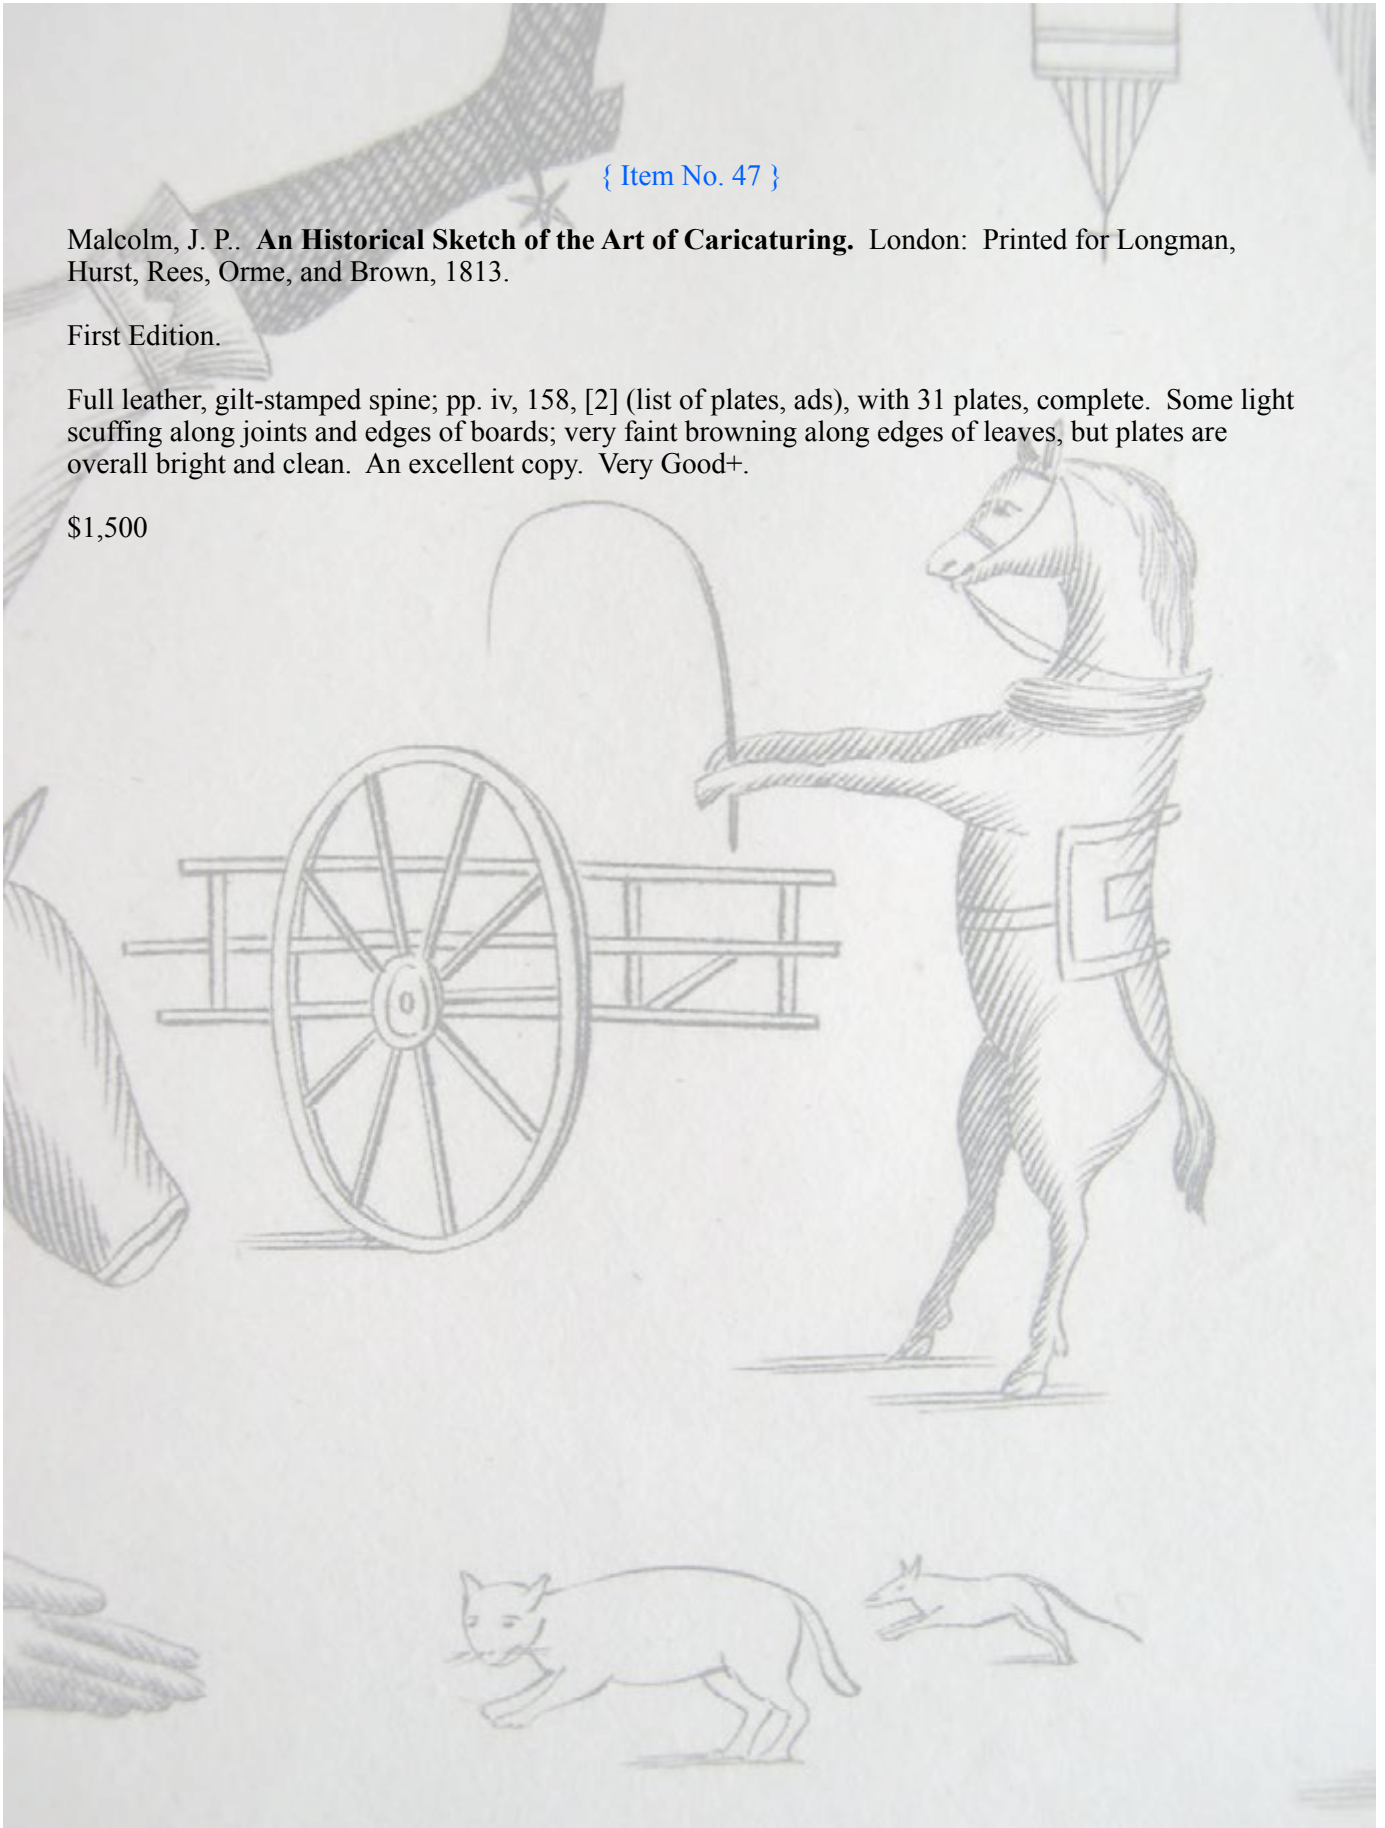 { Item No. 47 }
Malcolm, J. P..  An Historical Sketch of the Art of Caricaturing.  London:  Printed for Longman,
Hurst, Rees, Orme, and Brown, 1813.
First Edition.
Full leather, gilt-stamped spine; pp. iv, 158, [2] (list of plates, ads), with 31 plates, complete.  Some light
scuffing along joints and edges of boards; very faint browning along edges of leaves, but plates are
overall bright and clean.  An excellent copy.  Very Good+.
$1,500